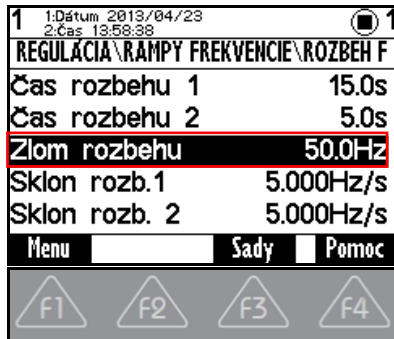 1 1:Dátum 2013/04/23 1
2:Čas 13:58:38
REGULÁCIA\RAMPY FREKVENCIE\ROZBEH F
Čas rozbehu 1 15.0s
Čas rozbehu 2 5.0s
Zlom rozbehu 50.0Hz
Sklon rozb.1 5.000Hz/s
Sklon rozb. 2 5.000Hz/s
Menu Sady Pomoc
F1 F2 F3 F4